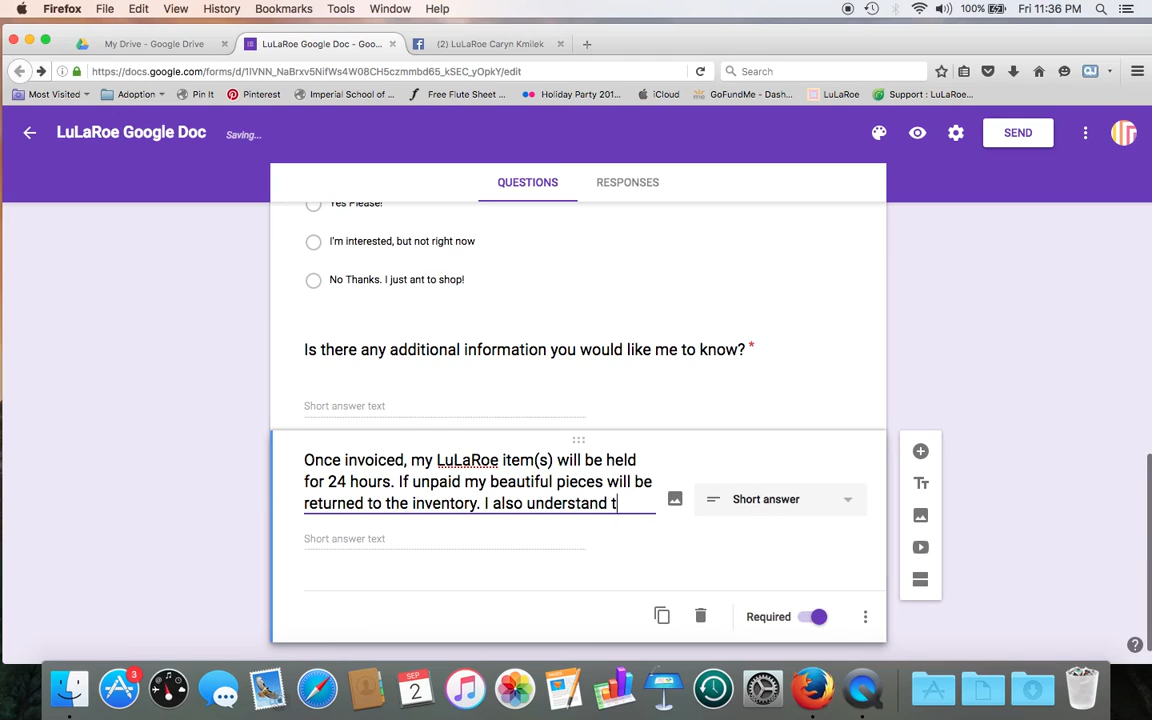 Firefox File Edit View History Bookmarks Tools Window Help 100% Fri 11:36 PM
My Drive - Google Drive LuLaRoe Google Doc - Goo... (2) LuLaRoe Caryn Kmilek
https://docs.google.com/forms/d/1IVNN_NaBrxv5NifWs4W08CH5czmmbd65_kSEC_yOpkY/edit Search
Most Visited Adoption Pin It Pinterest Imperial School of ... Free Flute Sheet ... Holiday Party 201... iCloud GoFundMe - Dash... LuLaRoe Support : LuLaRoe...
LuLaRoe Google Doc Saving... SEND
QUESTIONS RESPONSES
Yes Please!
I'm interested, but not right now
No Thanks. I just ant to shop!
Is there any additional information you would like me to know? *
Short answer text
Once invoiced, my LuLaRoe item(s) will be held
for 24 hours. If unpaid my beautiful pieces will be
returned to the inventory. I also understand t
Short answer
Short answer text
Required
3
SEP
2